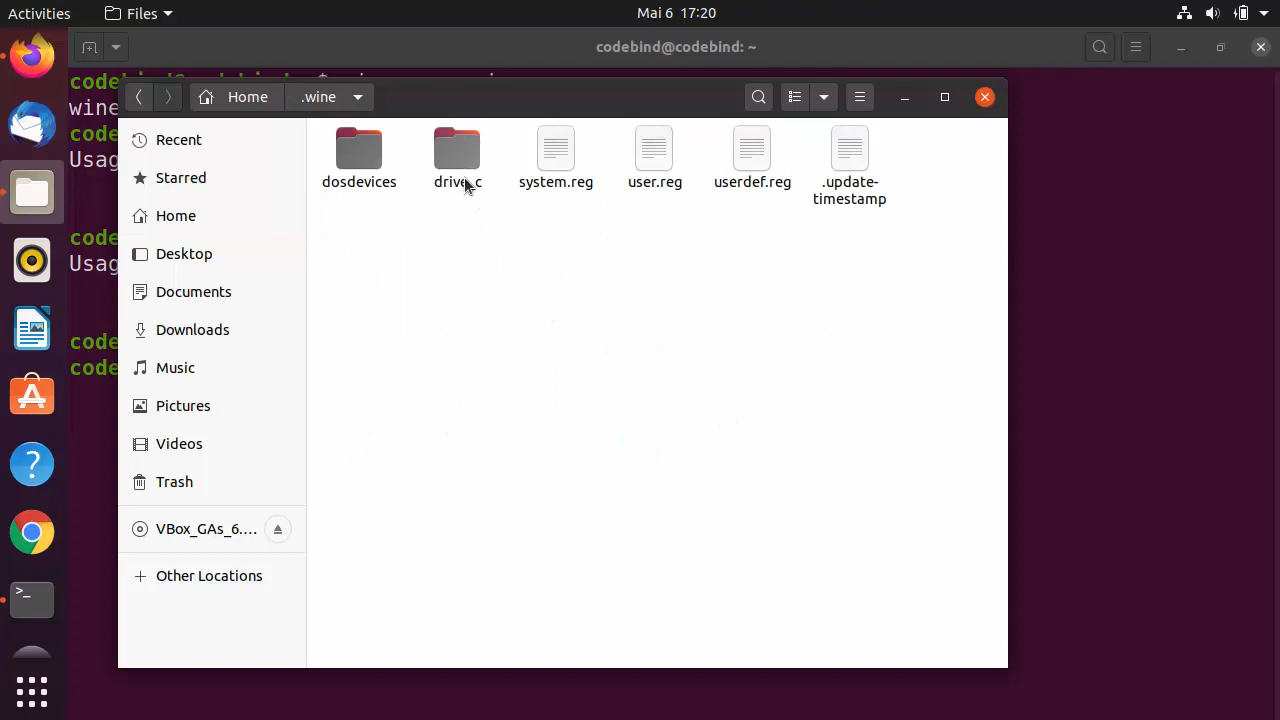 Activities
Files
Mai 6 17:20
codebind@codebind: ~
wine
code
Usag
code
Usag
code
code
Home
.wine
Recent
Starred
Home
Desktop
Documents
Downloads
Music
Pictures
Videos
Trash
VBox_GAs_6....
Other Locations
dosdevices
drive_c
system.reg
user.reg
userdef.reg
.update-
timestamp